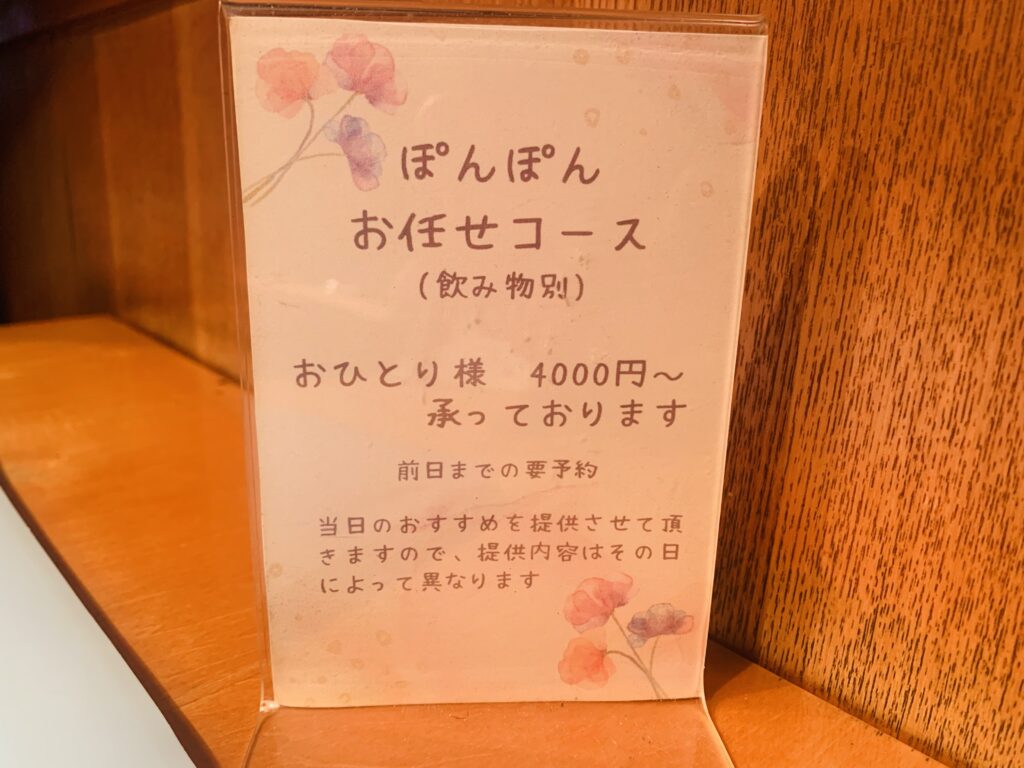 ぽんぽん
お任せコース
(飲み物別)
おひとり様　4000円～
承っております
前日までの要予約
当日のおすすめを提供させて頂
きますので、提供内容はその日
によって異なります